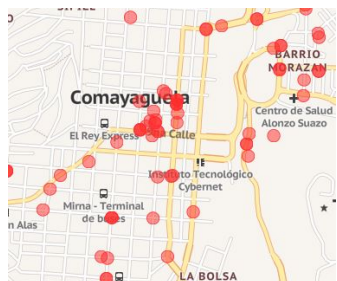 BARRIO
MORAZAN
Comayaguela
Centro de Salud
Alonzo Suazo
El Rey Express
Calle
Instituto Tecnológico
Cybernet
Mirna - Terminal
de buses
n Alas
LA BOLSA